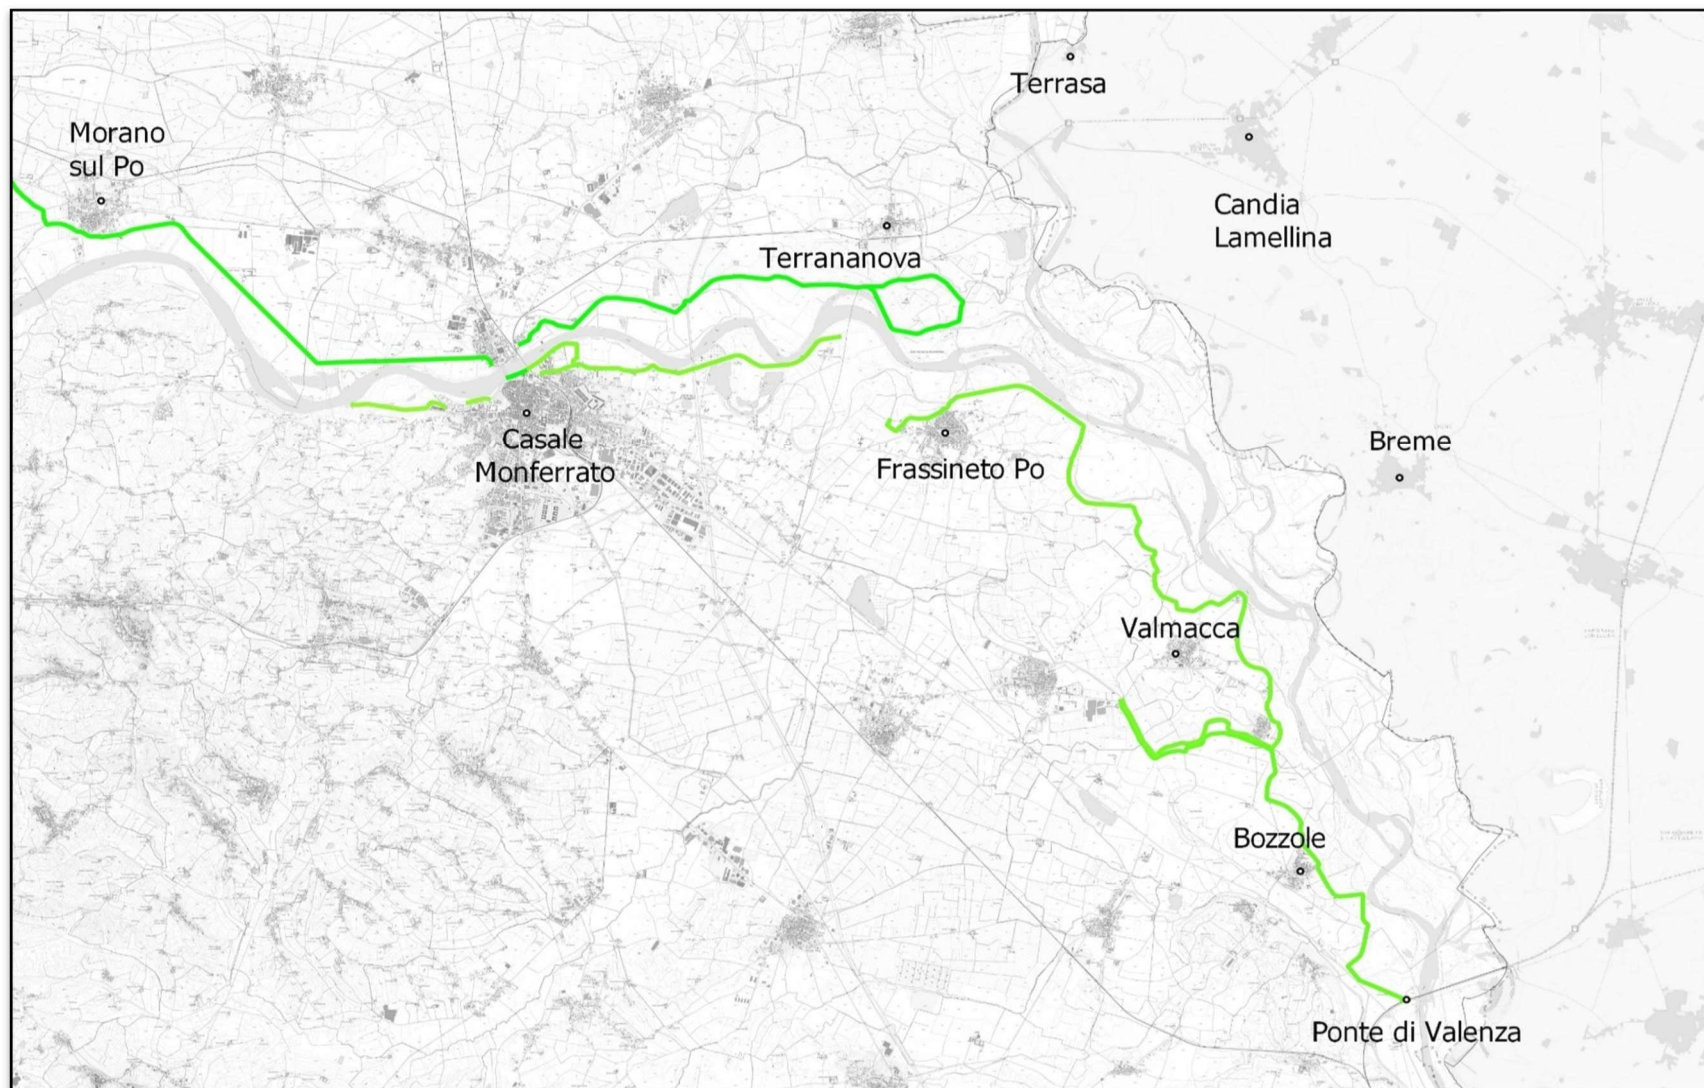 Terrasa
Morano
sul Po
Candia
Lamellina
Terrananova
Casale
Monferrato
Breme
Frassineto Po
Valmacca
Bozzole
Ponte di Valenza